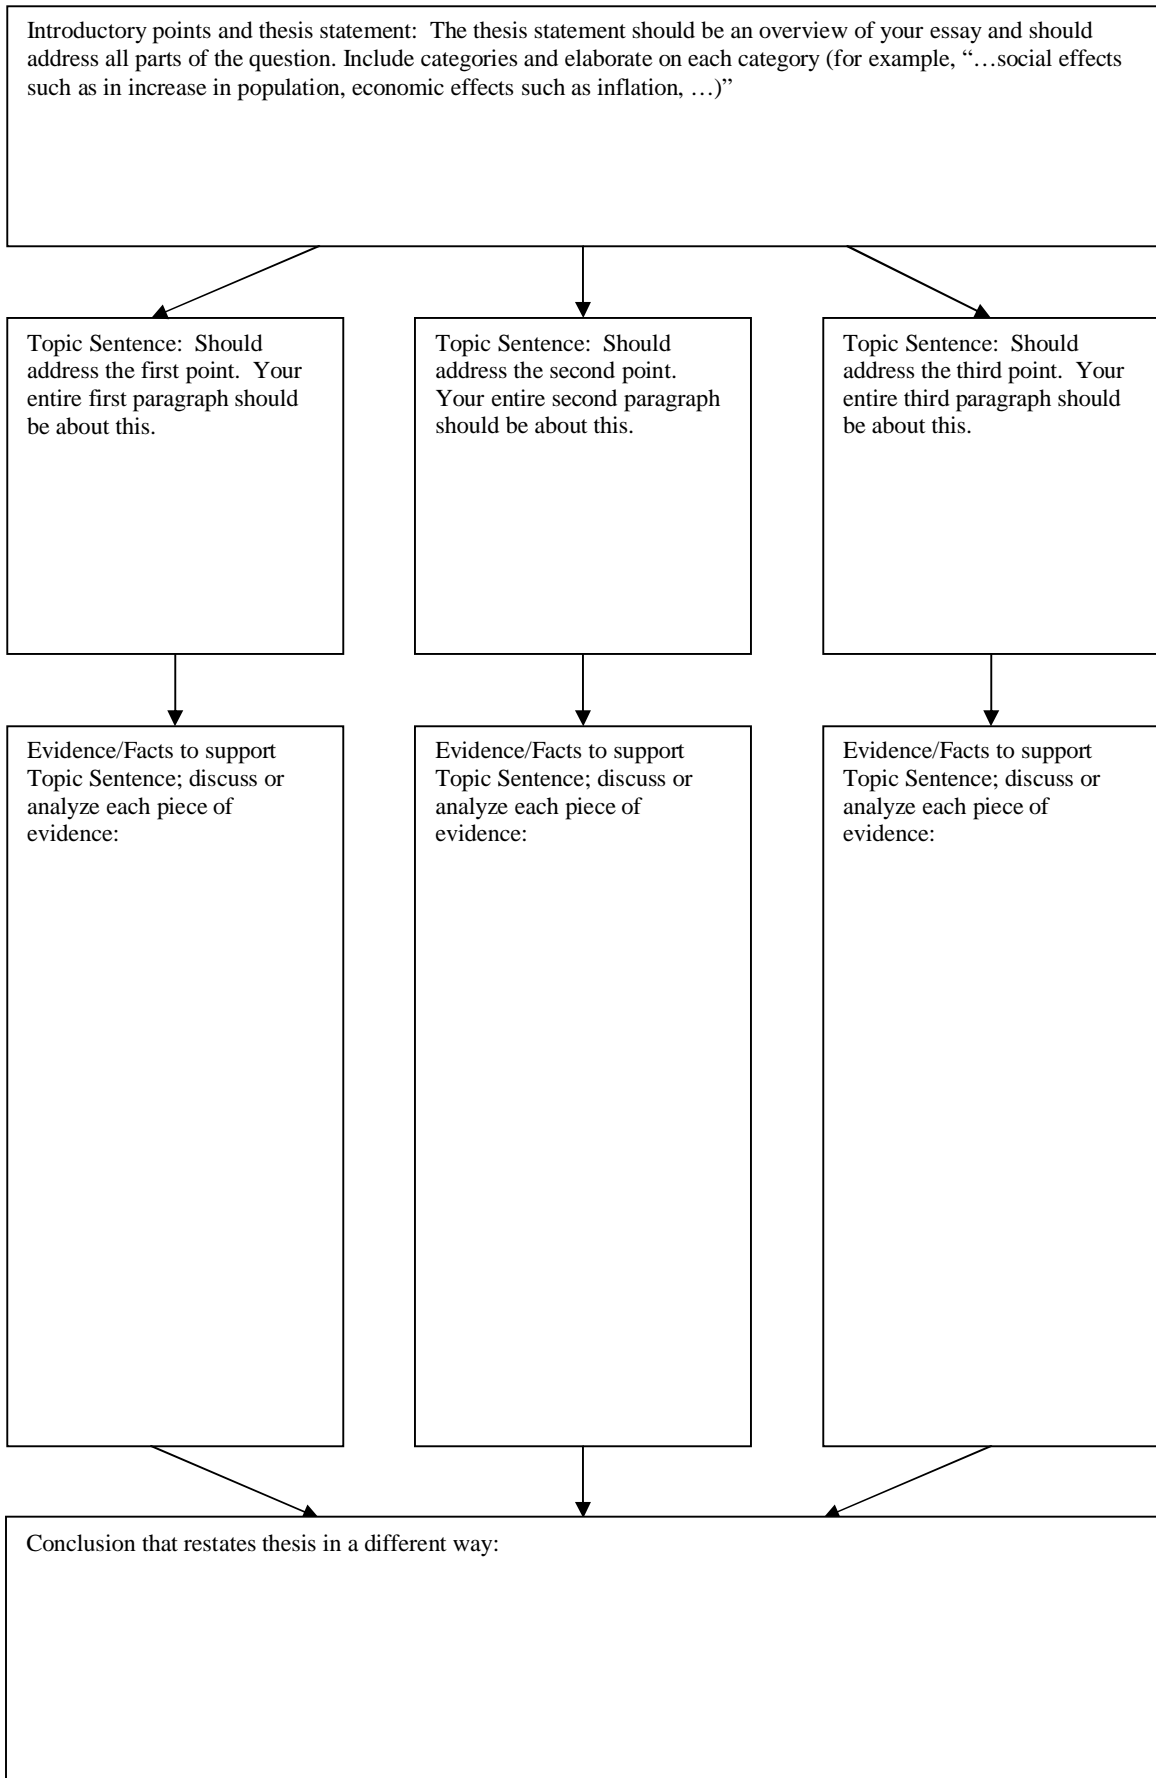 Introductory points and thesis statement:  The thesis statement should be an overview of your essay and should
address all parts of the question. Include categories and elaborate on each category (for example, “…social effects
such as in increase in population, economic effects such as inflation, …)”
Topic Sentence:  Should
address the first point.  Your
entire first paragraph should
be about this.
Topic Sentence:  Should
address the second point.
Your entire second paragraph
should be about this.
Topic Sentence:  Should
address the third point.  Your
entire third paragraph should
be about this.
Evidence/Facts to support
Topic Sentence; discuss or
analyze each piece of
evidence:
Evidence/Facts to support
Topic Sentence; discuss or
analyze each piece of
evidence:
Evidence/Facts to support
Topic Sentence; discuss or
analyze each piece of
evidence:
Conclusion that restates thesis in a different way: